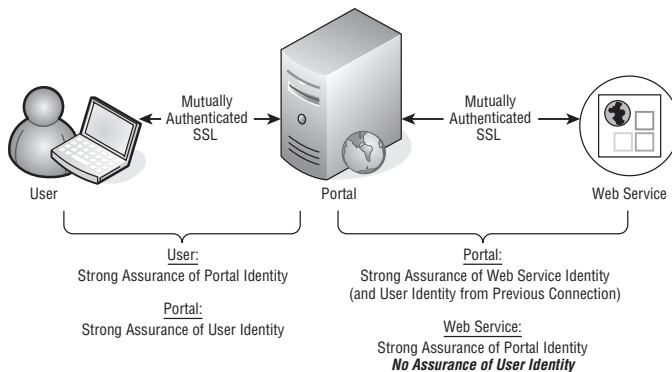 Mutually
Authenticated
SSL
Mutually
Authenticated
SSL
User
Portal
Web Service
User:
Strong Assurance of Portal Identity
Portal:
Strong Assurance of User Identity
Portal:
Strong Assurance of Web Service Identity
(and User Identity from Previous Connection)
Web Service:
Strong Assurance of Portal Identity
No Assurance of User Identity